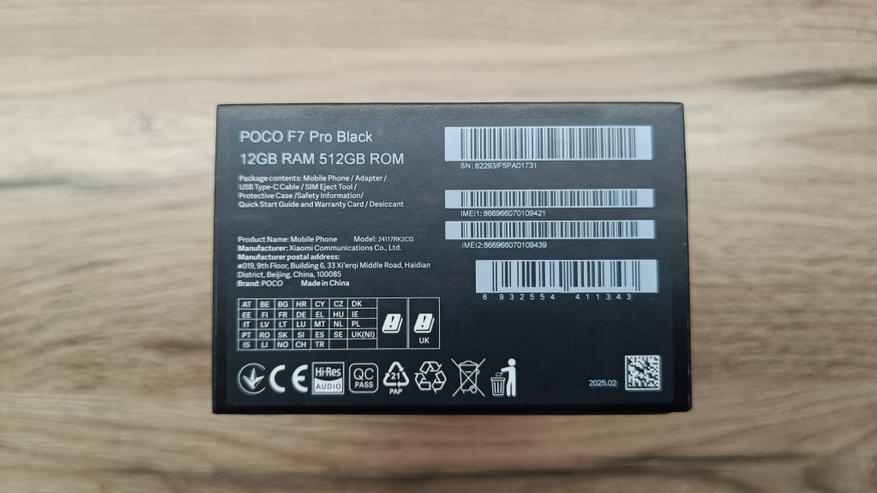 POCO F7 Pro Black
12GB RAM 512GB ROM
Package contents: Mobile Phone / Adapter /
USB Type-C Cable / SIM Eject Tool /
Protective Case /Safety Information/
Quick Start Guide and Warranty Card / Desiccant
Product Name: Mobile Phone Model: 24117RK2CG
Manufacturer: Xiaomi Communications Co., Ltd.
Manufacturer postal address:
#019, 9th Floor, Building 6, 33 Xi'erqi Middle Road, Haidian
District, Beijing, China, 100085
Brand: POCO Made in China
AT BE BG HR CY CZ DK
EE FI FR DE EL HU IE
IT LV LT LU MT NL PL
PT RO SK SI ES SE UK(NI)
IS LI NO CH TR
UK
CE
Hi-Res
AUDIO
QC
PASS
21
PAP
SN: 62293/F5PA01731
IMEI1: 866966070109421
IMEI2:866966070109439
6 932554 411343
2025.02